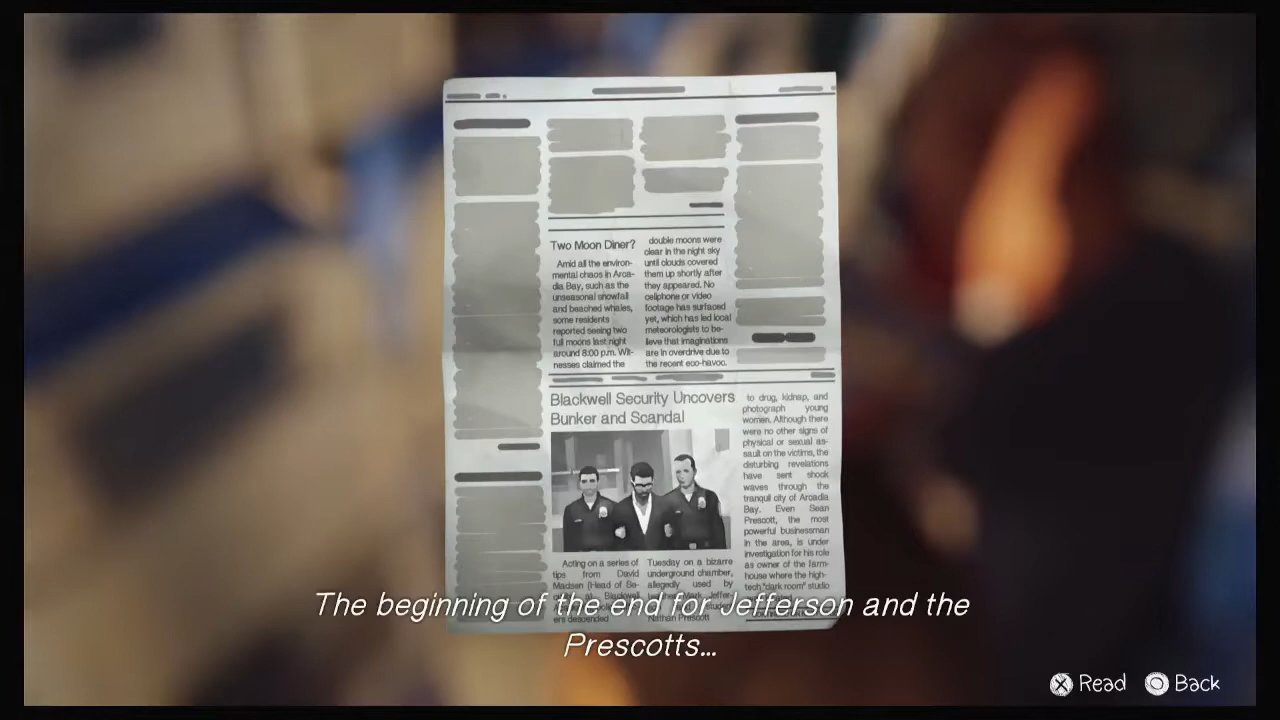 Two Moon Diner?
Amid all the environ-
mental chaos in Arca-
dia Bay, such as the
unseasonal snowfall
and beached whales,
some residents
reported seeing two
full moons last night
around 8:00 p.m. Wit-
nesses claimed the
double moons were
clear in the night sky
until clouds covered
them up shortly after
they appeared. No
cellphone or video
footage has surfaced
yet, which has led local
meteorologists to be-
lieve that imaginations
are in overdrive due to
the recent eco-havoc.
Blackwell Security Uncovers
Bunker and Scandal
Acting on a series of
tips from David
Madsen (Head of Se-
at Blackwell
ers descended
Tuesday on a bizarre
underground chamber,
allegedly used by
Mark Jeffer-
Nathan Prescott
to drug, kidnap, and
photograph young
women. Although there
were no other signs of
physical or sexual as-
sault on the victims, the
disturbing revelations
have sent shock
waves through the
tranquil city of Arcadia
Bay. Even Sean
Prescott, the most
powerful businessman
in the area, is under
investigation for his role
as owner of the farm-
house where the high-
tech "dark room" studio
The beginning of the end for Jefferson and the
Prescotts...
Read Back